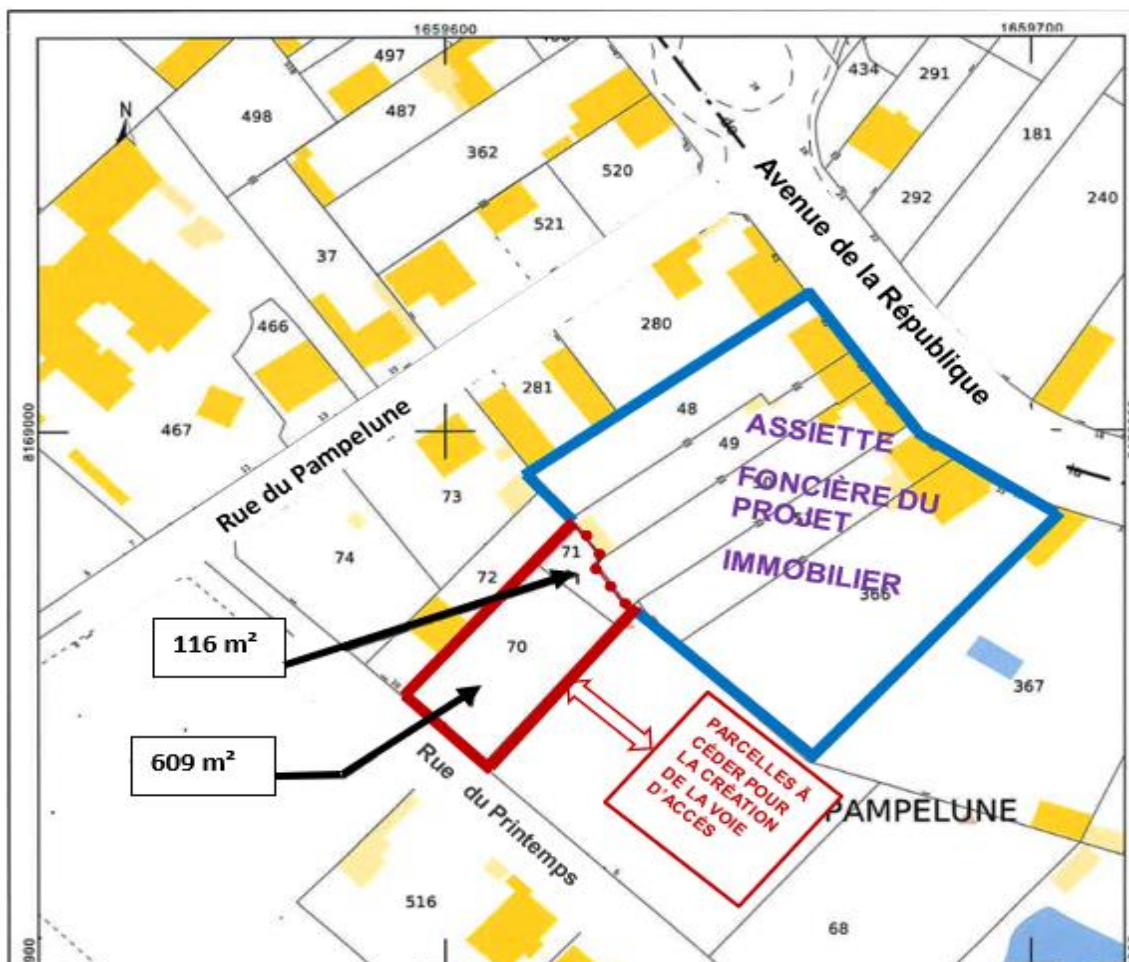 1659600
1659700
497
498
487
362
520
521
434
291
181
292
240
N
37
466
467
280
281
Avenue de la République
8169000
48
49
ASSIETTE
FONCIÈRE DU
PROJET
IMMOBILIER
366
367
Rue du Pampelune
73
74
71
72
70
116 m²
609 m²
Rue du Printemps
PARCELLES À
CÉDER POUR
LA CRÉATION
DE LA VOIE
D'ACCÉS
PAMPELUNE
516
68